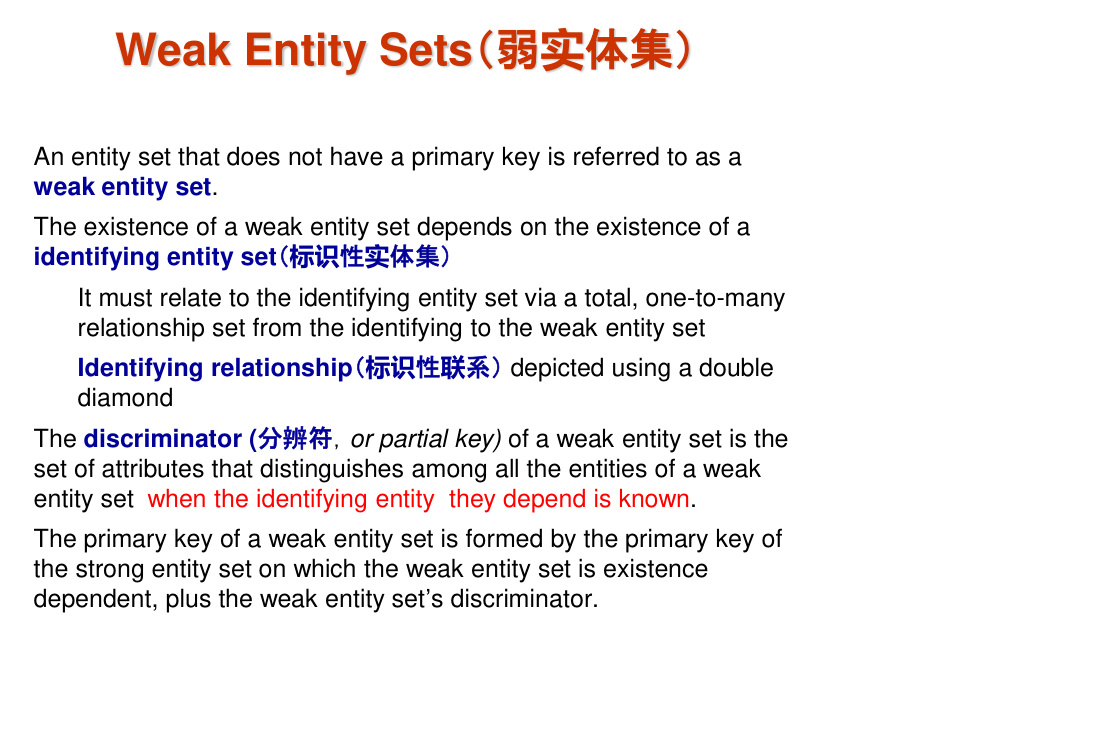 Weak Entity Sets（弱实体集）
An entity set that does not have a primary key is referred to as a
weak entity set.
The existence of a weak entity set depends on the existence of a
identifying entity set（标识性实体集）
It must relate to the identifying entity set via a total, one-to-many
relationship set from the identifying to the weak entity set
Identifying relationship（标识性联系） depicted using a double
diamond
The discriminator (分辨符, or partial key) of a weak entity set is the
set of attributes that distinguishes among all the entities of a weak
entity set  when the identifying entity  they depend is known.
The primary key of a weak entity set is formed by the primary key of
the strong entity set on which the weak entity set is existence
dependent, plus the weak entity set’s discriminator.